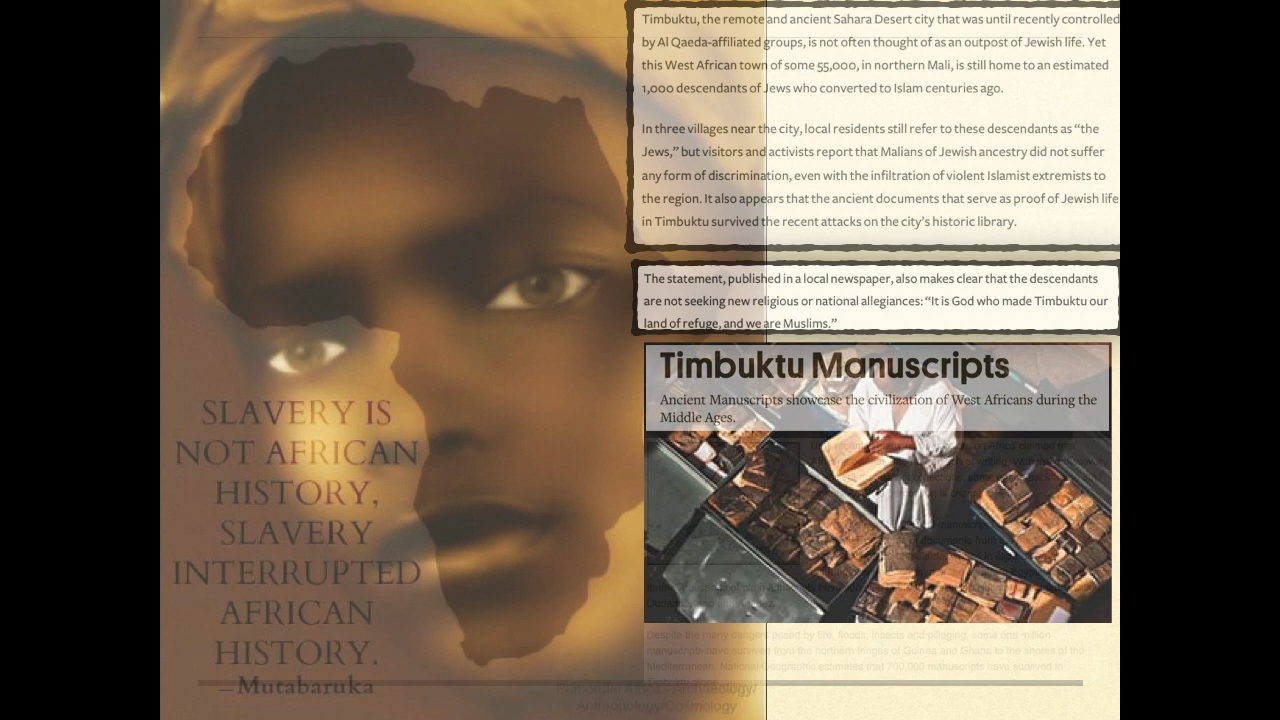 Timbuktu, the remote and ancient Sahara Desert city that was until recently controlled
by Al Qaeda-affiliated groups, is not often thought of as an outpost of Jewish life. Yet
this West African town of some 55,000, in northern Mali, is still home to an estimated
1,000 descendants of Jews who converted to Islam centuries ago.
In three villages near the city, local residents still refer to these descendants as “the
Jews,” but visitors and activists report that Malians of Jewish ancestry did not suffer
any form of discrimination, even with the infiltration of violent Islamist extremists to
the region. It also appears that the ancient documents that serve as proof of Jewish life
in Timbuktu survived the recent attacks on the city’s historic library.
The statement, published in a local newspaper, also makes clear that the descendants
are not seeking new religious or national allegiances: “It is God who made Timbuktu our
land of refuge, and we are Muslims.”
Timbuktu Manuscripts
Ancient Manuscripts showcase the civilization of West Africans during the
Middle Ages.
Despite the many dangers posed by fire, floods, insects and pillaging, some one million
manuscripts have survived from the northern fringes of Guinea and Ghana to the shores of the
Mediterranean. National Geographic estimates that 700,000 manuscripts have survived in
SLAVERY IS
NOT AFRICAN
HISTORY,
SLAVERY
INTERRUPTED
AFRICAN
HISTORY.
—Mutabaruka
Archaeology/
Anthropology/Cosmology